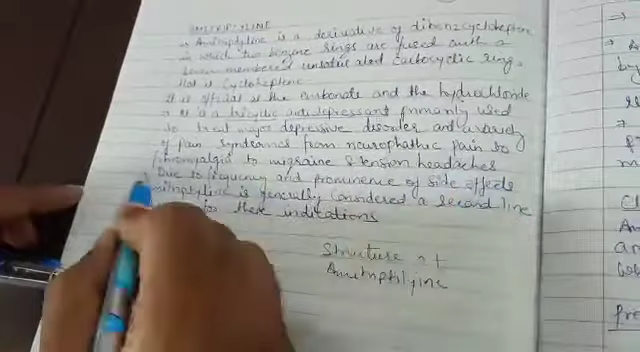 AMITRIPTYLINE
→ Amitriptyline is a derivative of dibenzcycloheptene
in which two benzene rings are fused with a
seven membered unsaturated carbocyclic ring,
that is cycloheptene.
It is official as the carbonate and the hydrochloride
→ It is a tricyclic antidepressant primarily used
to treat major depressive disorder and a variety
of pain syndromes from neuropathic pain to
fibromyalgia to migraine & tension headaches
Due to frequency and prominence of side effects
amitriptyline is generally considered a second line
for these indications
Structure of
Amitriptyline